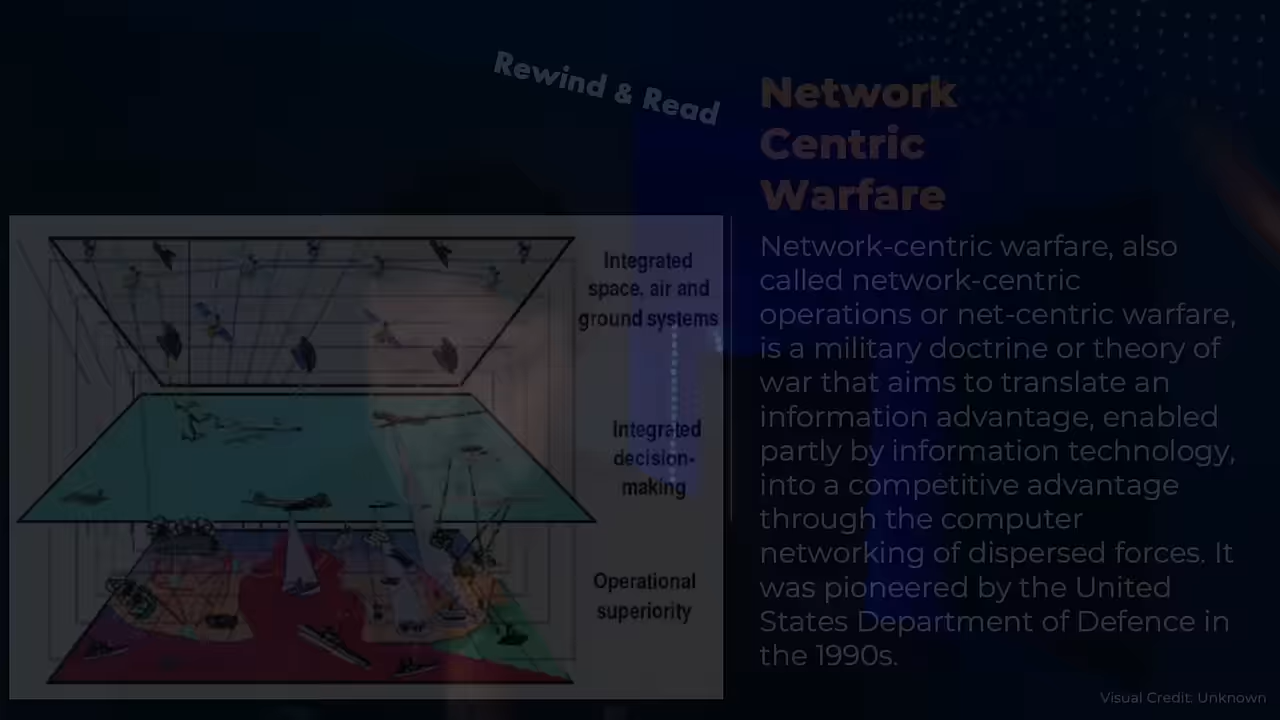 Rewind & Read
Network
Centric
Warfare
Integrated
space, air and
ground systems
Integrated
decision-
making
Operational
superiority
Network-centric warfare, also
called network-centric
operations or net-centric warfare,
is a military doctrine or theory of
war that aims to translate an
information advantage, enabled
partly by information technology,
into a competitive advantage
through the computer
networking of dispersed forces. It
was pioneered by the United
States Department of Defence in
the 1990s.
Visual Credit: Unknown